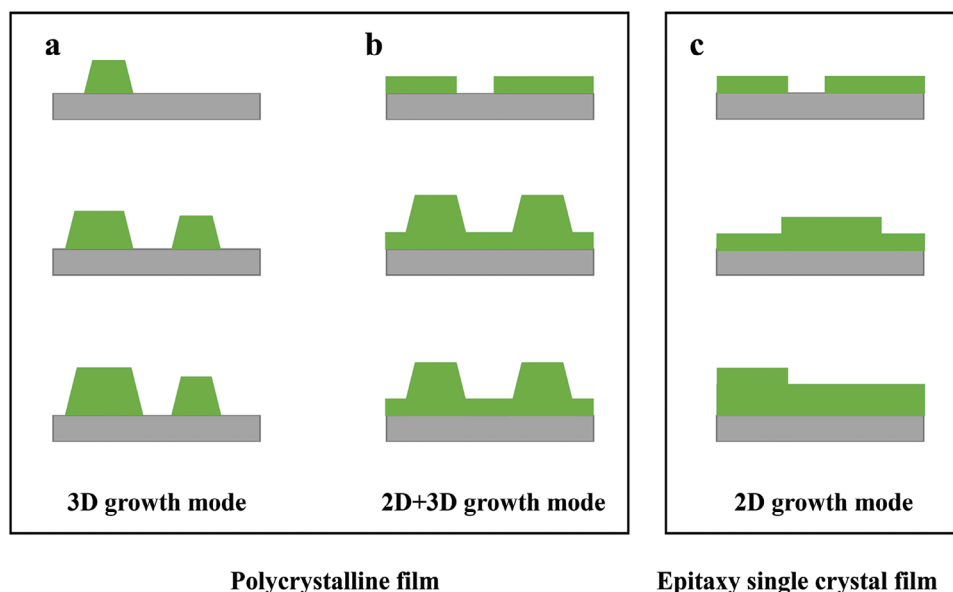 a
b
c
3D growth mode
2D+3D growth mode
2D growth mode
Polycrystalline film
Epitaxy single crystal film